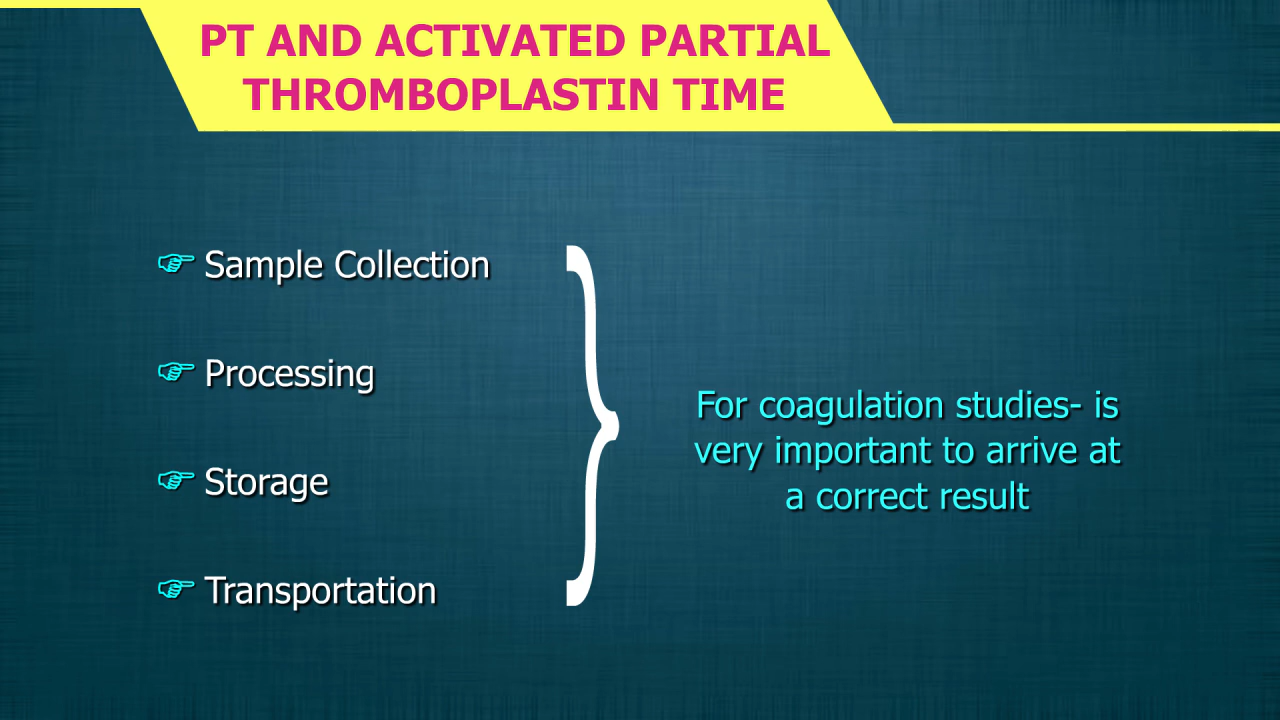 PT AND ACTIVATED PARTIAL
THROMBOPLASTIN TIME
Sample Collection
Processing
Storage
Transportation
For coagulation studies- is
very important to arrive at
a correct result